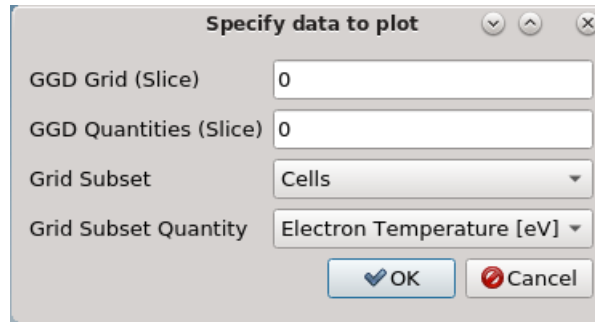 Specify data to plot
GGD Grid (Slice) 0
GGD Quantities (Slice) 0
Grid Subset Cells
Grid Subset Quantity Electron Temperature [eV]
OK Cancel